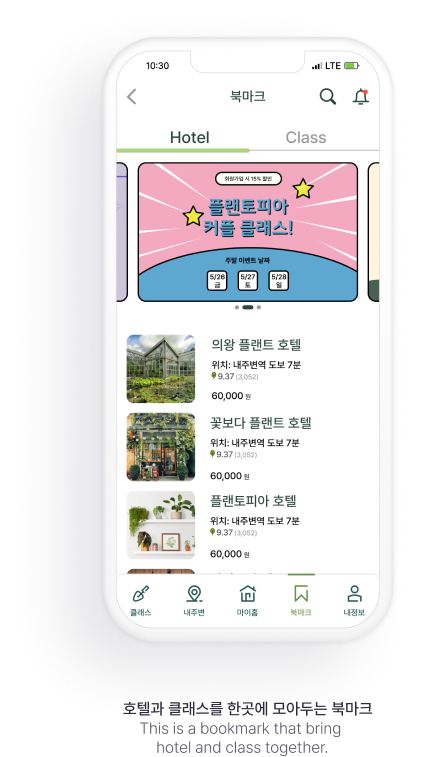 10:30
LTE
북마크
Hotel
Class
회원가입 시 15% 할인
플랜토피아
커플 클래스!
주말 이벤트 날짜
5/26
금
5/27
토
5/28
일
의왕 플랜트 호텔
위치: 내주변역 도보 7분
9.37 (3,052)
60,000 원
꽃보다 플랜트 호텔
위치: 내주변역 도보 7분
9.37 (3,052)
60,000 원
플랜토피아 호텔
위치: 내주변역 도보 7분
9.37 (3,052)
60,000 원
클래스
내주변
마이홈
북마크
내정보
호텔과 클래스를 한곳에 모아두는 북마크
This is a bookmark that bring
hotel and class together.